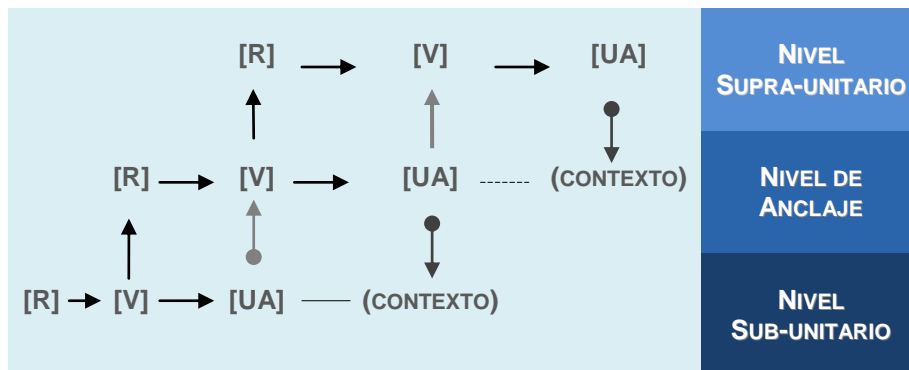 [R] [V] [UA] NIVEL
SUPRA-UNITARIO
[R] [V] [UA] (CONTEXTO) NIVEL DE
ANCLAJE
[R] [V] [UA] (CONTEXTO) NIVEL
SUB-UNITARIO